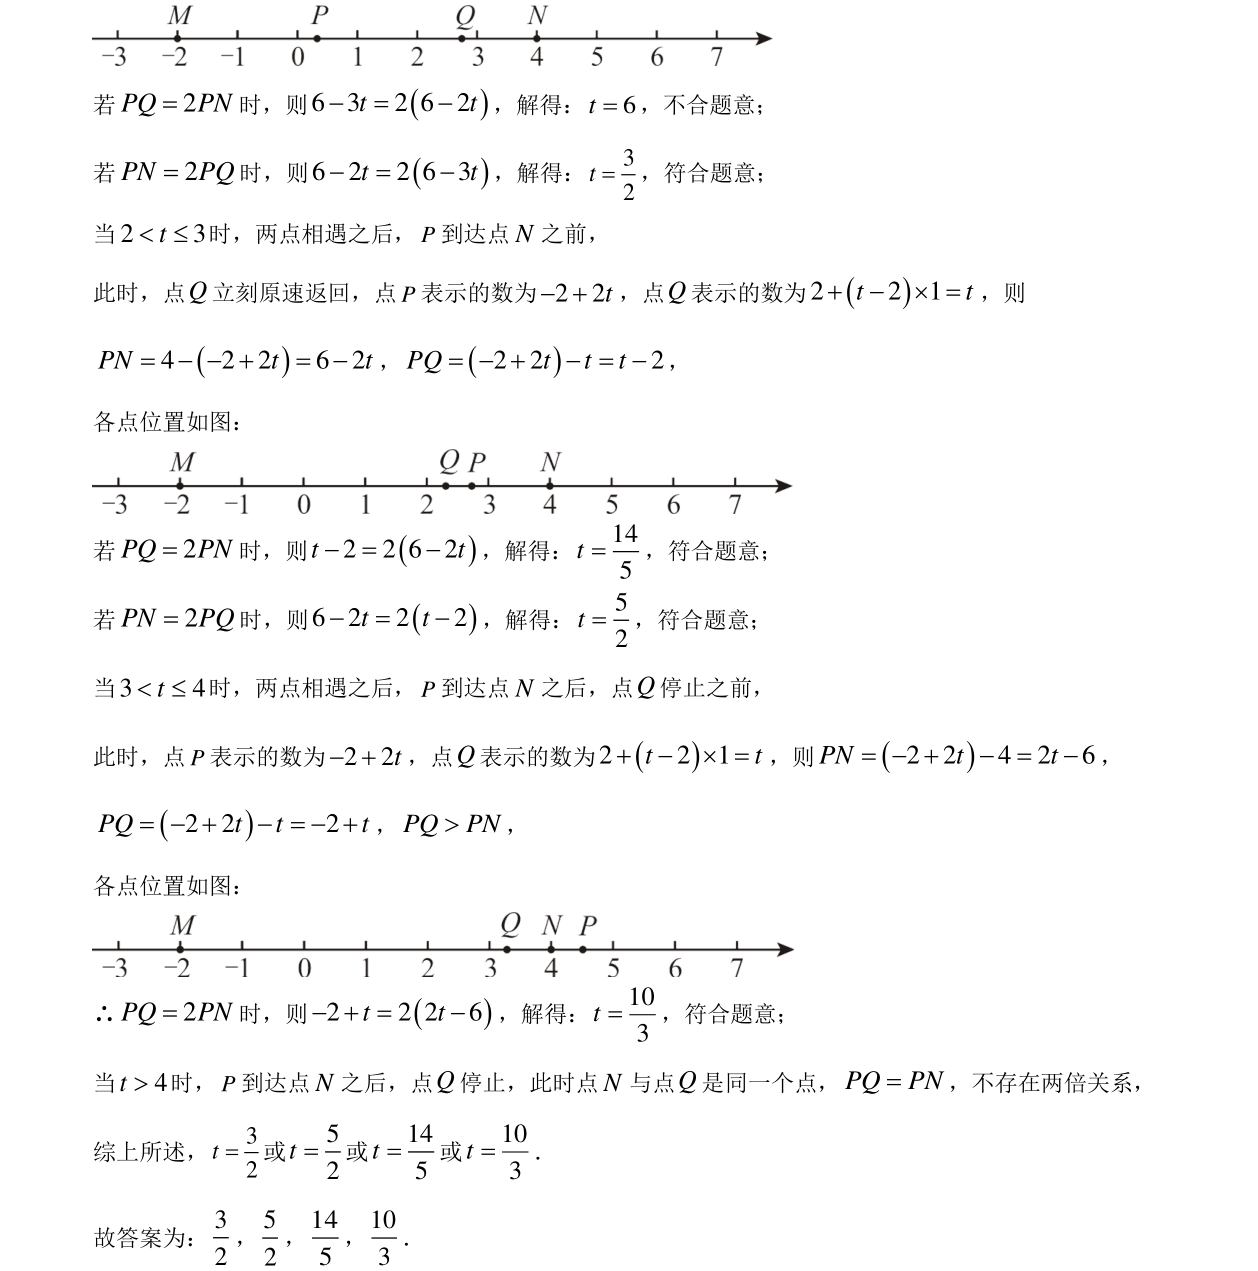 M P Q N
−3 −2 −1 0 1 2 3 4 5 6 7
若 PQ = 2PN 时，则 6−3t = 2(6−2t)，解得：t = 6，不合题意；
若 PN = 2PQ 时，则 6−2t = 2(6−3t)，解得：t = 3/2，符合题意；
当 2 < t ≤ 3 时，两点相遇之后，P 到达点 N 之前，
此时，点 Q 立刻原速返回，点 P 表示的数为 −2+2t，点 Q 表示的数为 2+(t−2)×1 = t，则
PN = 4−(−2+2t) = 6−2t，PQ = (−2+2t)−t = t−2，
各点位置如图：
M Q P N
−3 −2 −1 0 1 2 3 4 5 6 7
若 PQ = 2PN 时，则 t−2 = 2(6−2t)，解得：t = 14/5，符合题意；
若 PN = 2PQ 时，则 6−2t = 2(t−2)，解得：t = 5/2，符合题意；
当 3 < t ≤ 4 时，两点相遇之后，P 到达点 N 之后，点 Q 停止之前，
此时，点 P 表示的数为 −2+2t，点 Q 表示的数为 2+(t−2)×1 = t，则 PN = (−2+2t)−4 = 2t−6，
PQ = (−2+2t)−t = −2+t，PQ > PN，
各点位置如图：
M Q N P
−3 −2 −1 0 1 2 3 4 5 6 7
∴ PQ = 2PN 时，则 −2+t = 2(2t−6)，解得：t = 10/3，符合题意；
当 t > 4 时，P 到达点 N 之后，点 Q 停止，此时点 N 与点 Q 是同一个点，PQ = PN，不存在两倍关系，
综上所述，t = 3/2 或 t = 5/2 或 t = 14/5 或 t = 10/3．
故答案为：3/2，5/2，14/5，10/3．